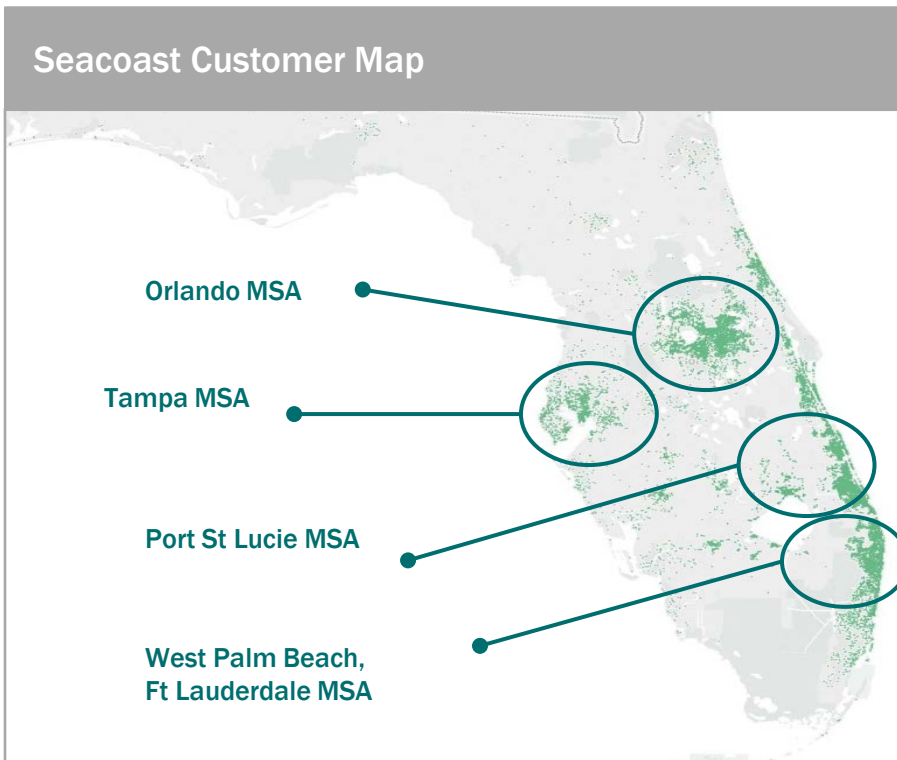 Seacoast Customer Map
Orlando MSA
Tampa MSA
Port St Lucie MSA
West Palm Beach,
Ft Lauderdale MSA